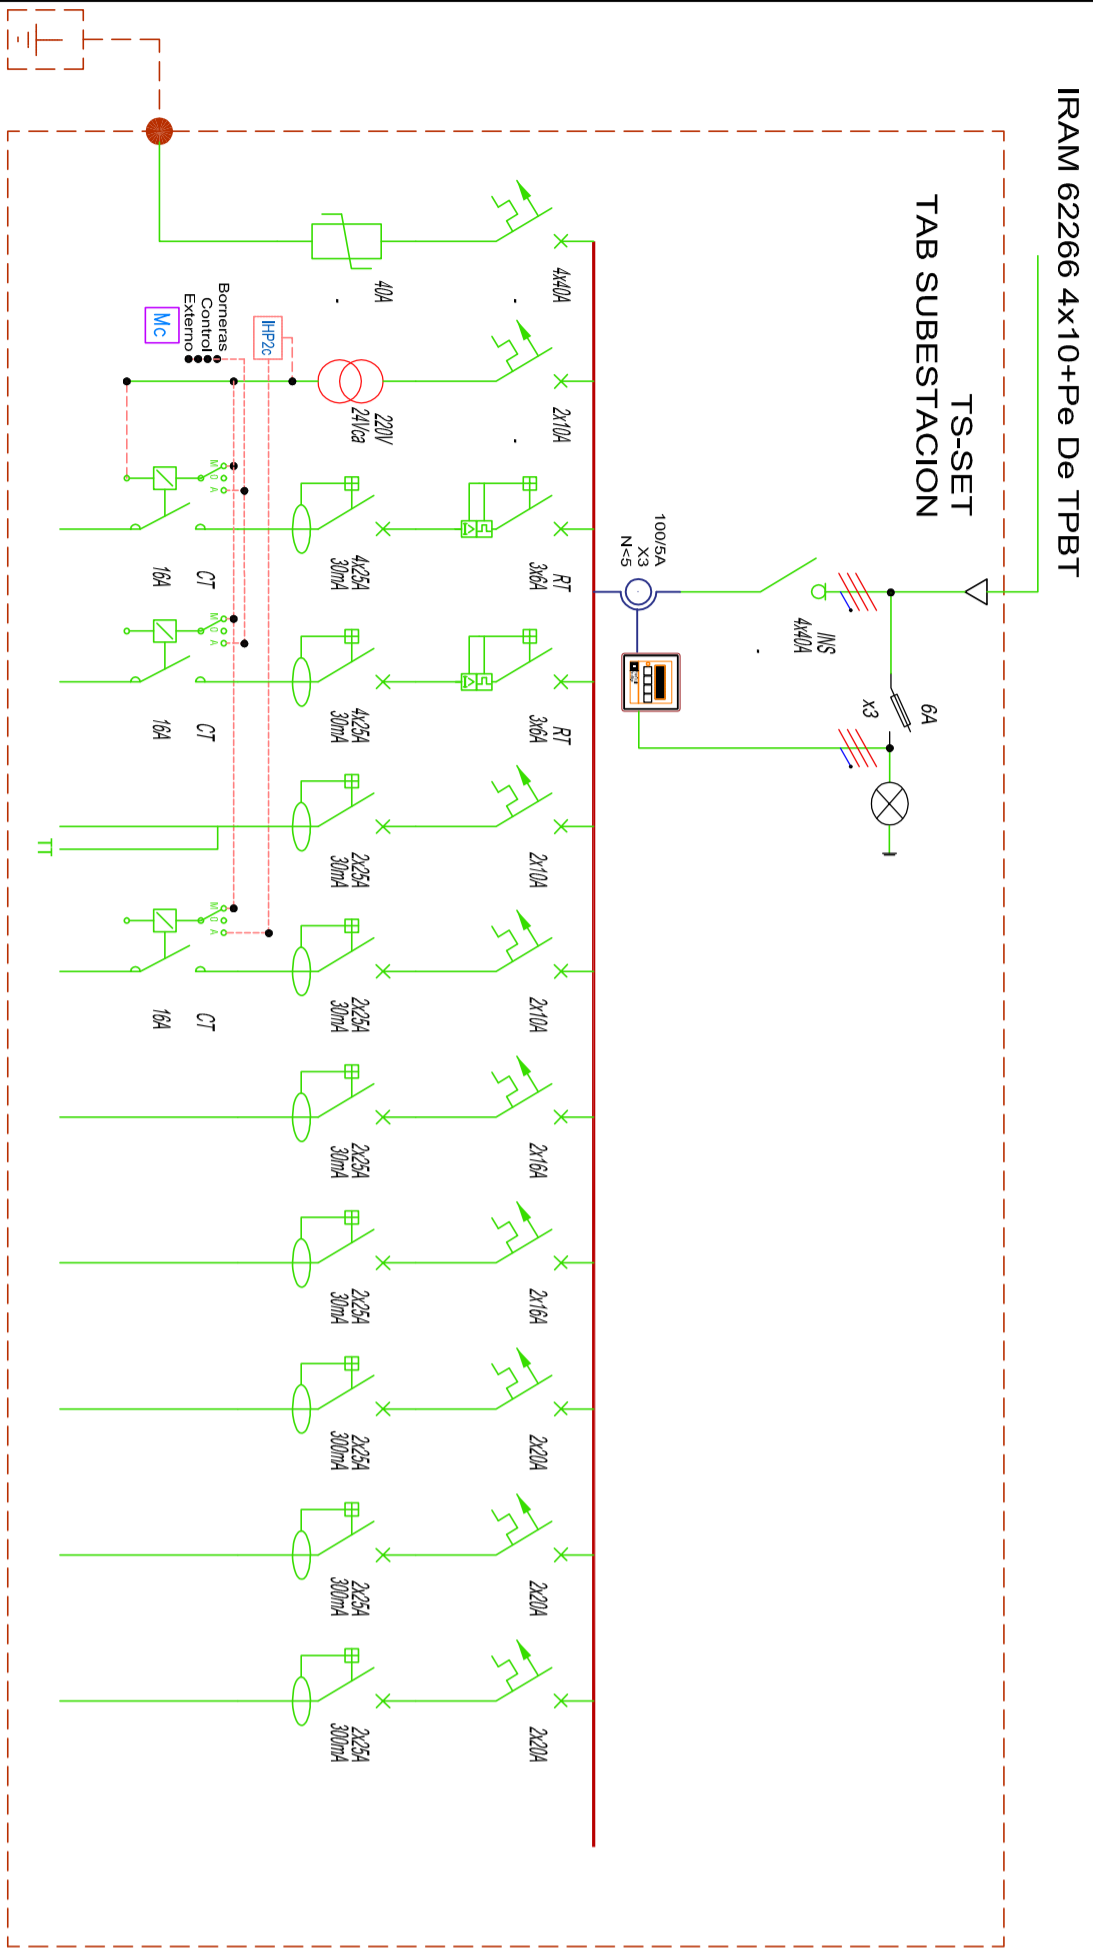 IRAM 62266 4x10+Pe De TPBT
TS-SET
TAB SUBESTACION
6A
x3
INS
4x40A
100/5A
X3
N<5
4x40A
2x10A
RT
3x6A
RT
3x6A
2x10A
2x10A
2x16A
2x16A
2x20A
2x20A
2x20A
40A
220V
24Vca
4x25A
30mA
4x25A
30mA
2x25A
30mA
2x25A
30mA
2x25A
30mA
2x25A
30mA
2x25A
300mA
2x25A
300mA
2x25A
300mA
IHP2c
Borneras
Control
Externo
Mc
M 0 A
CT
16A
M 0 A
CT
16A
M 0 A
CT
16A
TT